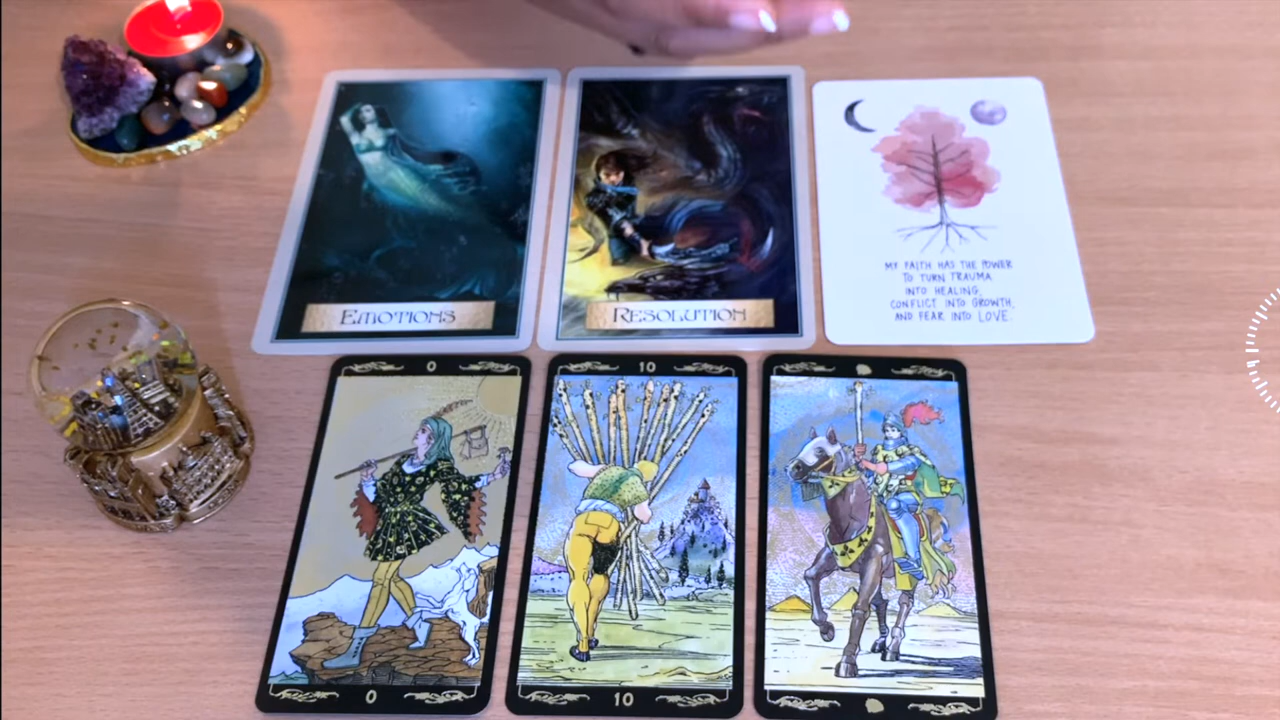 EMOTIONS
RESOLUTION
MY FAITH HAS THE POWER
TO TURN TRAUMA
INTO HEALING,
CONFLICT INTO GROWTH,
AND FEAR INTO LOVE.
0
10
0
10